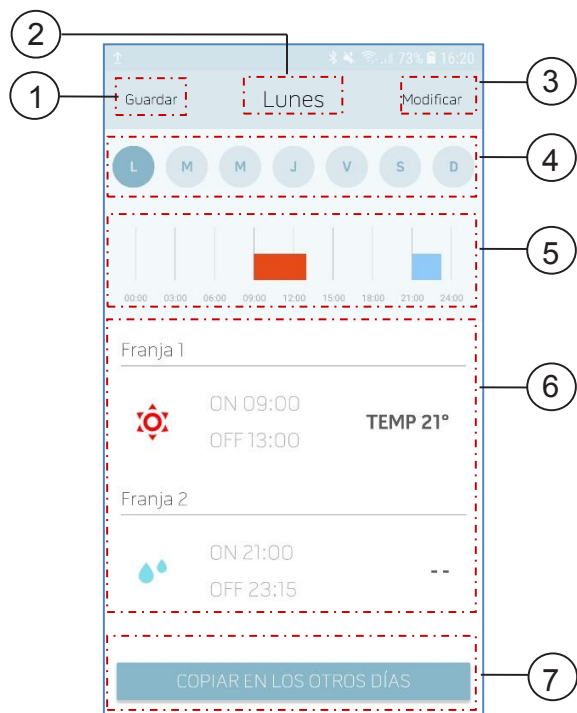 2
73% 16:20
1 Guardar Lunes Modificar 3
L M M J V S D 4
5
00:00 03:00 06:00 09:00 12:00 15:00 18:00 21:00 24:00
Franja 1
6
ON 09:00
TEMP 21°
OFF 13:00
Franja 2
ON 21:00
--
OFF 23:15
COPIAR EN LOS OTROS DÍAS 7